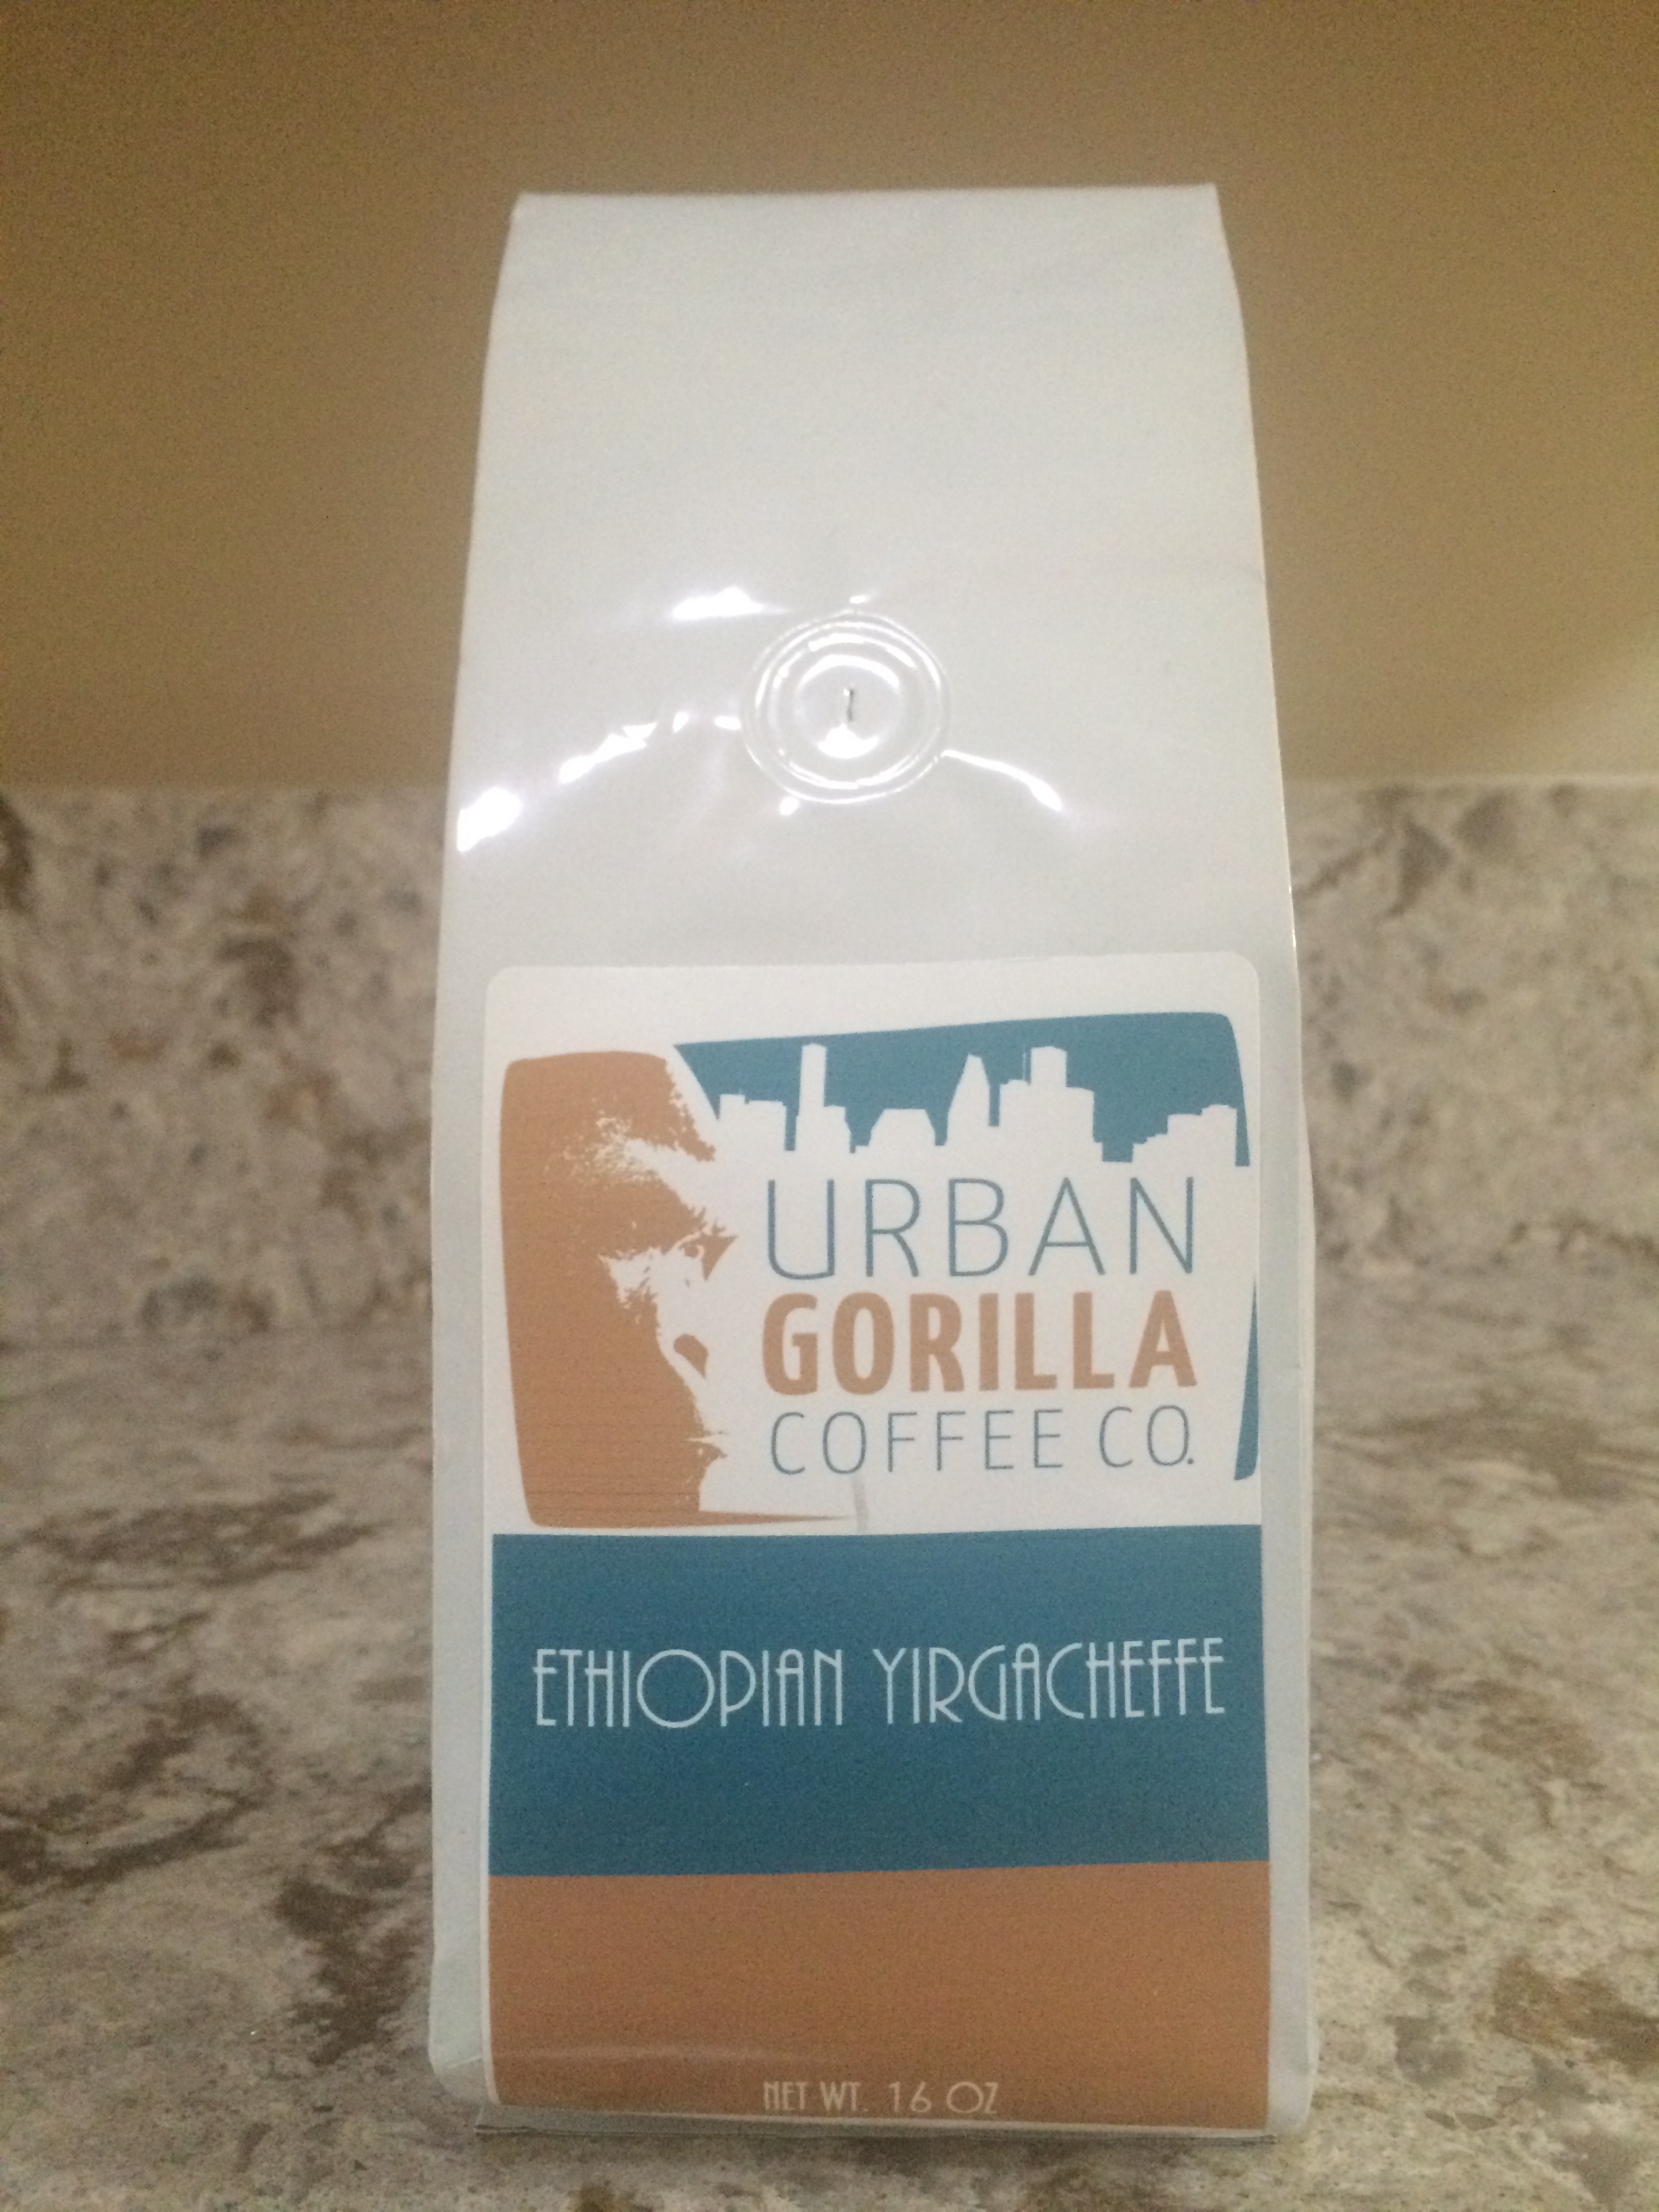 URBAN
GORILLA
COFFEE CO.
ETHIOPIAN YIRGACHEFFE
NET WT. 16 OZ